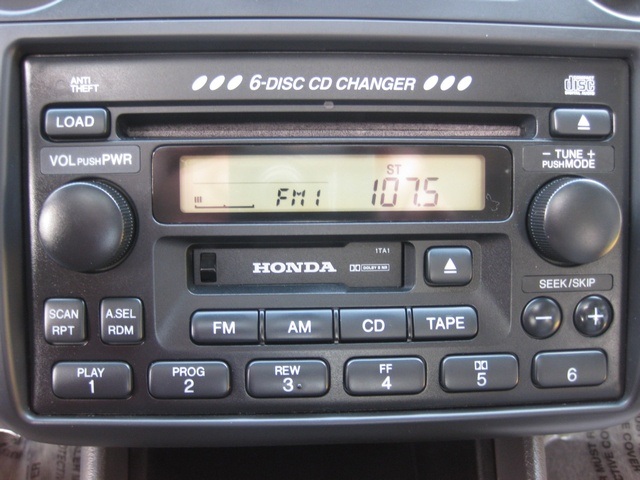 ANTI
THEFT
6-DISC CD CHANGER
disc
LOAD
VOL PUSH PWR
ST
FM1 107.5
- TUNE +
PUSH MODE
1TA1
HONDA
DOLBY B NR
SEEK/SKIP
SCAN
RPT
A.SEL
RDM
FM
AM
CD
TAPE
PLAY
1
PROG
2
REW
3
FF
4
5
6